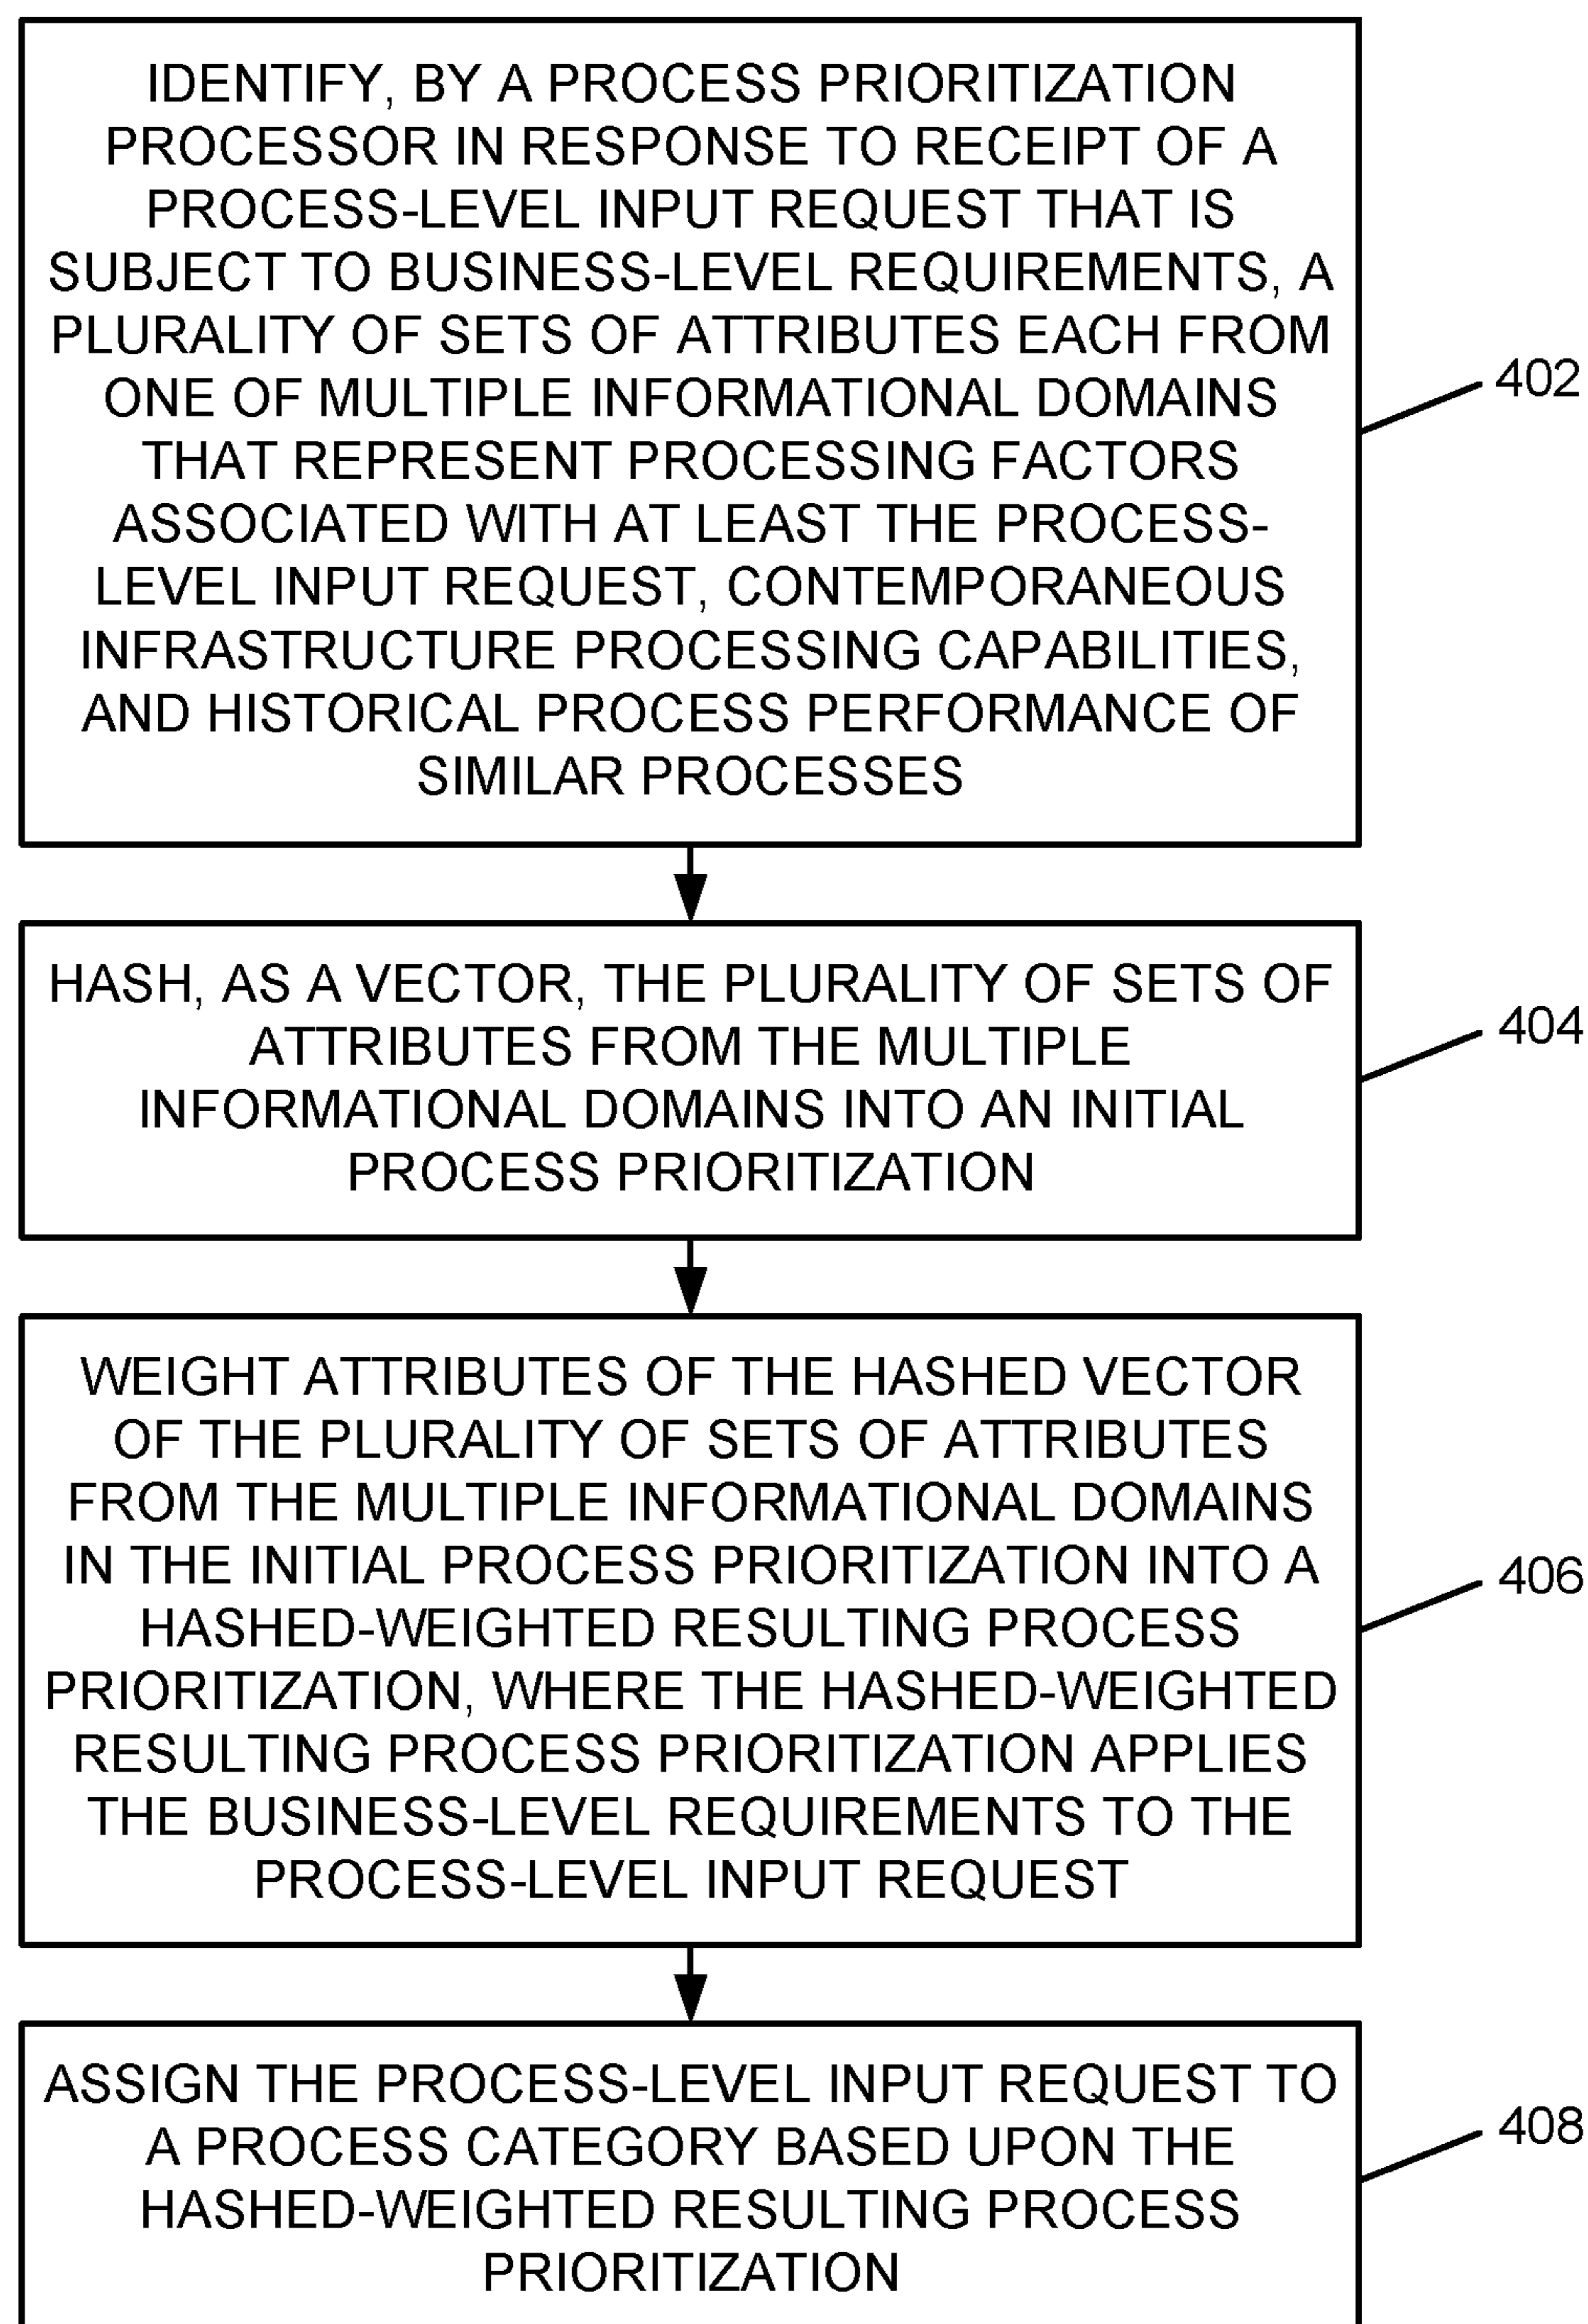 IDENTIFY, BY A PROCESS PRIORITIZATION
PROCESSOR IN RESPONSE TO RECEIPT OF A
PROCESS-LEVEL INPUT REQUEST THAT IS
SUBJECT TO BUSINESS-LEVEL REQUIREMENTS, A
PLURALITY OF SETS OF ATTRIBUTES EACH FROM
ONE OF MULTIPLE INFORMATIONAL DOMAINS
THAT REPRESENT PROCESSING FACTORS
ASSOCIATED WITH AT LEAST THE PROCESS-
LEVEL INPUT REQUEST, CONTEMPORANEOUS
INFRASTRUCTURE PROCESSING CAPABILITIES,
AND HISTORICAL PROCESS PERFORMANCE OF
SIMILAR PROCESSES
402
HASH, AS A VECTOR, THE PLURALITY OF SETS OF
ATTRIBUTES FROM THE MULTIPLE
INFORMATIONAL DOMAINS INTO AN INITIAL
PROCESS PRIORITIZATION
404
WEIGHT ATTRIBUTES OF THE HASHED VECTOR
OF THE PLURALITY OF SETS OF ATTRIBUTES
FROM THE MULTIPLE INFORMATIONAL DOMAINS
IN THE INITIAL PROCESS PRIORITIZATION INTO A
HASHED-WEIGHTED RESULTING PROCESS
PRIORITIZATION, WHERE THE HASHED-WEIGHTED
RESULTING PROCESS PRIORITIZATION APPLIES
THE BUSINESS-LEVEL REQUIREMENTS TO THE
PROCESS-LEVEL INPUT REQUEST
406
ASSIGN THE PROCESS-LEVEL INPUT REQUEST TO
A PROCESS CATEGORY BASED UPON THE
HASHED-WEIGHTED RESULTING PROCESS
PRIORITIZATION
408